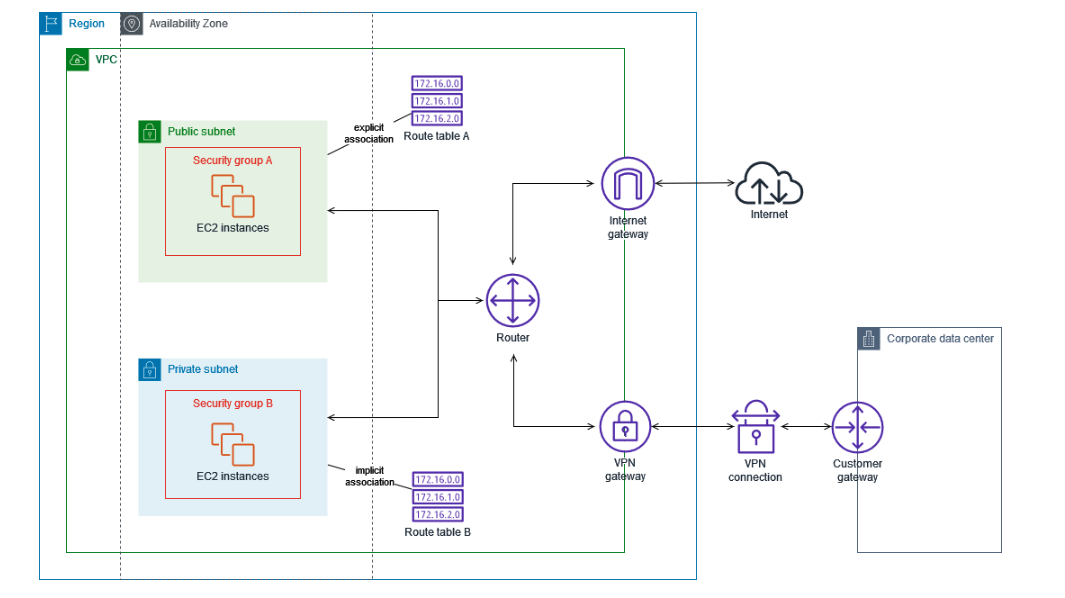 Region
Availability Zone
VPC
172.16.0.0
172.16.1.0
172.16.2.0
Route table A
explicit
association
Public subnet
Security group A
EC2 instances
Internet
gateway
Internet
Router
Corporate data center
Private subnet
Security group B
EC2 instances
implicit
association
172.16.0.0
172.16.1.0
172.16.2.0
Route table B
VPN
gateway
VPN
connection
Customer
gateway